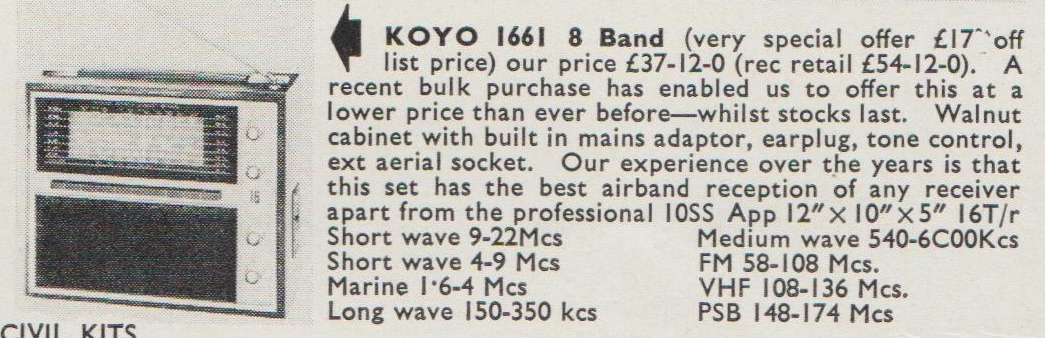 KOYO 1661 8 Band (very special offer £17 off
list price) our price £37-12-0 (rec retail £54-12-0). A
recent bulk purchase has enabled us to offer this at a
lower price than ever before—whilst stocks last. Walnut
cabinet with built in mains adaptor, earplug, tone control,
ext aerial socket. Our experience over the years is that
this set has the best airband reception of any receiver
apart from the professional 10SS App 12" × 10" × 5" 16T/r
Short wave 9-22Mcs
Short wave 4-9 Mcs
Marine 1·6-4 Mcs
Long wave 150-350 kcs
Medium wave 540-6C00Kcs
FM 58-108 Mcs.
VHF 108-136 Mcs.
PSB 148-174 Mcs
CIVIL KITS